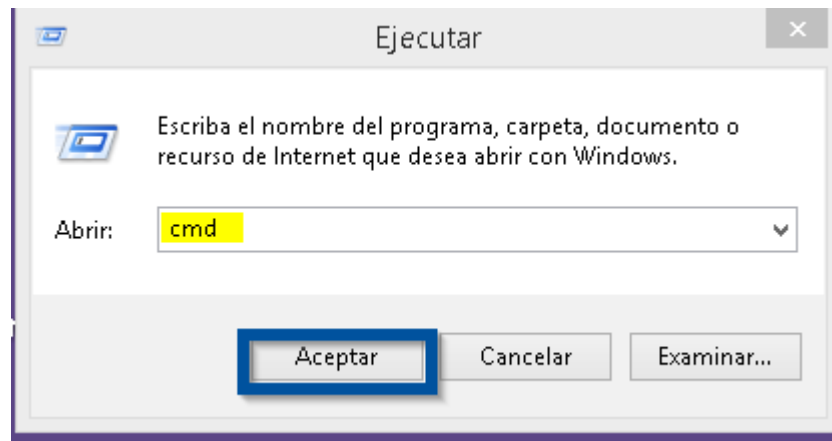 Ejecutar
Escriba el nombre del programa, carpeta, documento o
recurso de Internet que desea abrir con Windows.
Abrir: cmd
Aceptar Cancelar Examinar...